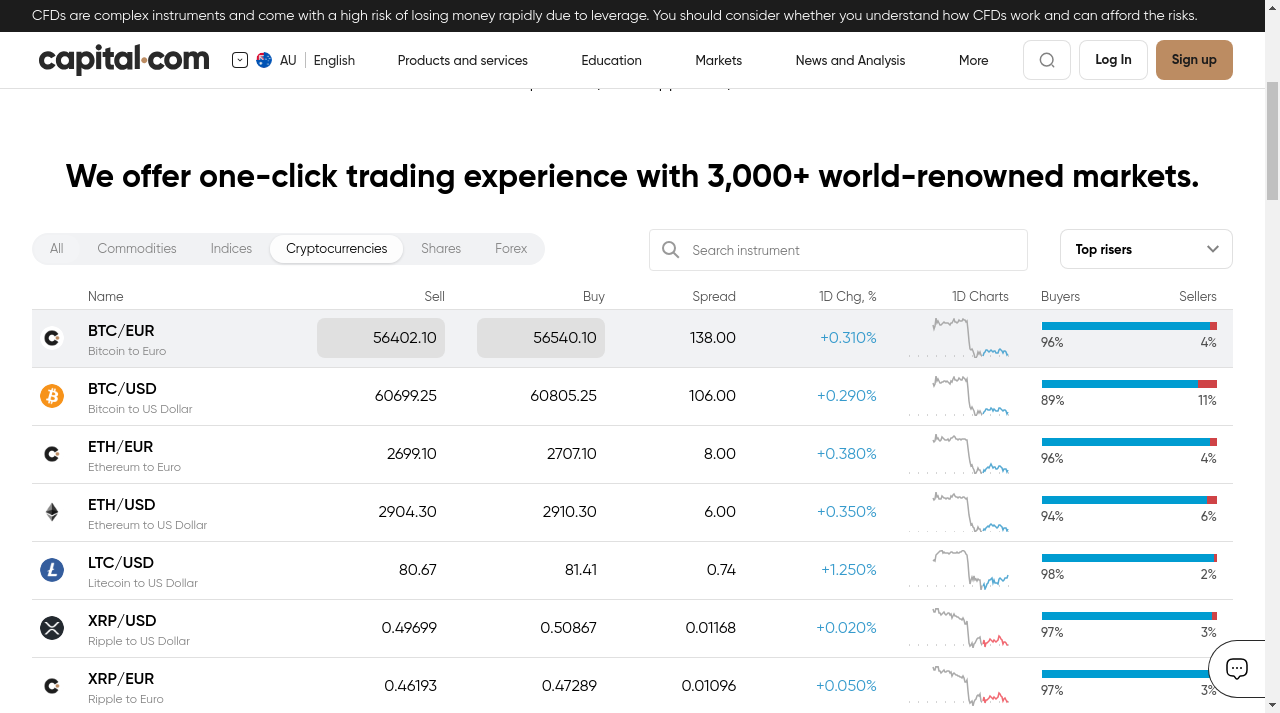 CFDs are complex instruments and come with a high risk of losing money rapidly due to leverage. You should consider whether you understand how CFDs work and can afford the risks.
capital.com AU English Products and services Education Markets News and Analysis More Log In Sign up
We offer one-click trading experience with 3,000+ world-renowned markets.
All Commodities Indices Cryptocurrencies Shares Forex Search instrument Top risers
Name Sell Buy Spread 1D Chg, % 1D Charts Buyers Sellers
BTC/EUR 56402.10 56540.10 138.00 +0.310%
Bitcoin to Euro 96% 4%
BTC/USD 60699.25 60805.25 106.00 +0.290%
Bitcoin to US Dollar 89% 11%
ETH/EUR 2699.10 2707.10 8.00 +0.380%
Ethereum to Euro 96% 4%
ETH/USD 2904.30 2910.30 6.00 +0.350%
Ethereum to US Dollar 94% 6%
LTC/USD 80.67 81.41 0.74 +1.250%
Litecoin to US Dollar 98% 2%
XRP/USD 0.49699 0.50867 0.01168 +0.020%
Ripple to US Dollar 97% 3%
XRP/EUR 0.46193 0.47289 0.01096 +0.050%
Ripple to Euro 97% 3%